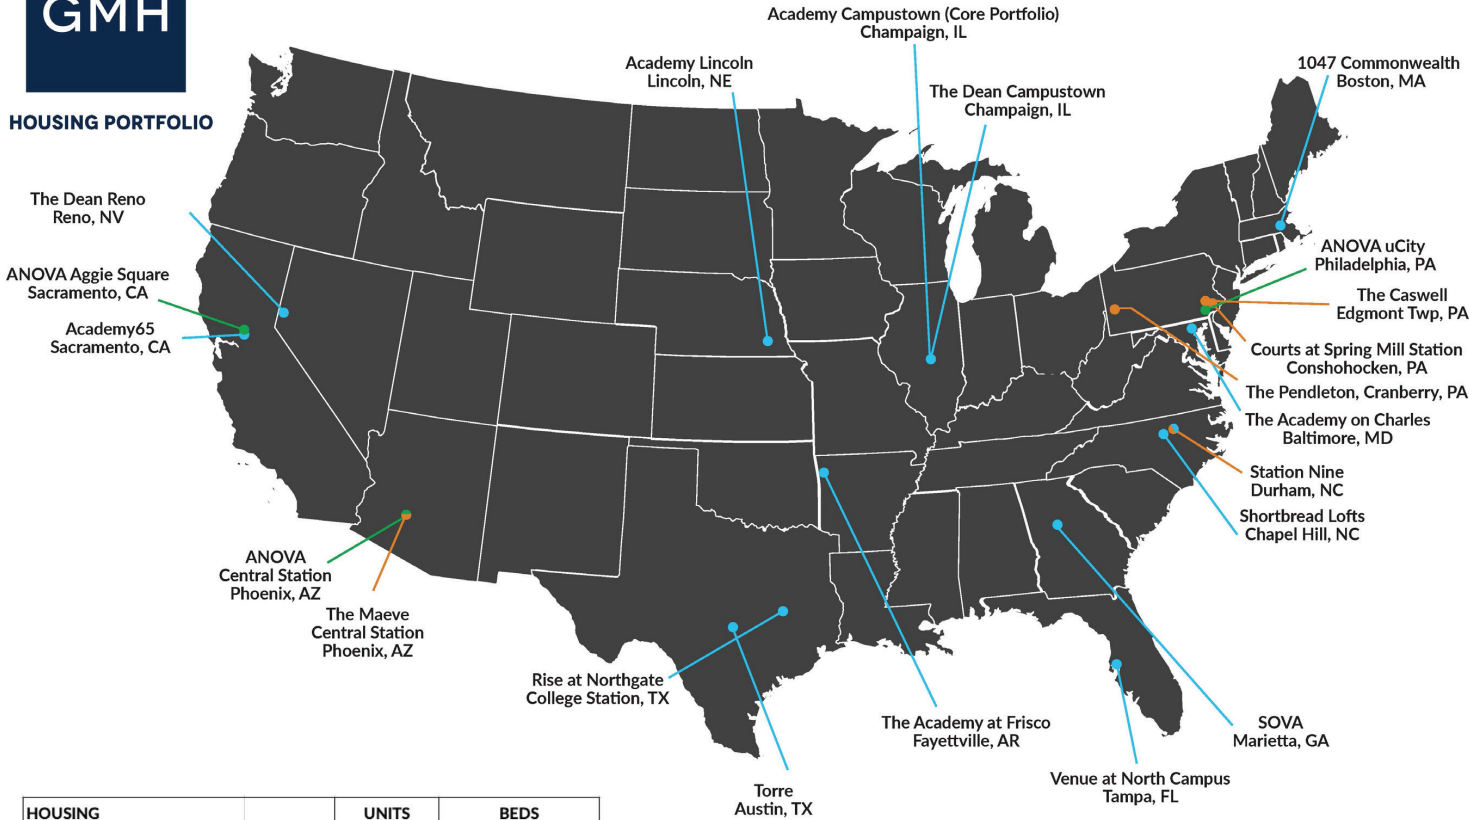 GMH
HOUSING PORTFOLIO
Academy Campustown (Core Portfolio)
Champaign, IL
Academy Lincoln
Lincoln, NE
The Dean Campustown
Champaign, IL
1047 Commonwealth
Boston, MA
The Dean Reno
Reno, NV
ANOVA Aggie Square
Sacramento, CA
Academy65
Sacramento, CA
ANOVA uCity
Philadelphia, PA
The Caswell
Edgmont Twp, PA
Courts at Spring Mill Station
Conshohocken, PA
The Pendleton, Cranberry, PA
The Academy on Charles
Baltimore, MD
Station Nine
Durham, NC
Shortbread Lofts
Chapel Hill, NC
ANOVA
Central Station
Phoenix, AZ
The Maeve
Central Station
Phoenix, AZ
Rise at Northgate
College Station, TX
Torre
Austin, TX
The Academy at Frisco
Fayettville, AR
SOVA
Marietta, GA
Venue at North Campus
Tampa, FL
HOUSING UNITS BEDS